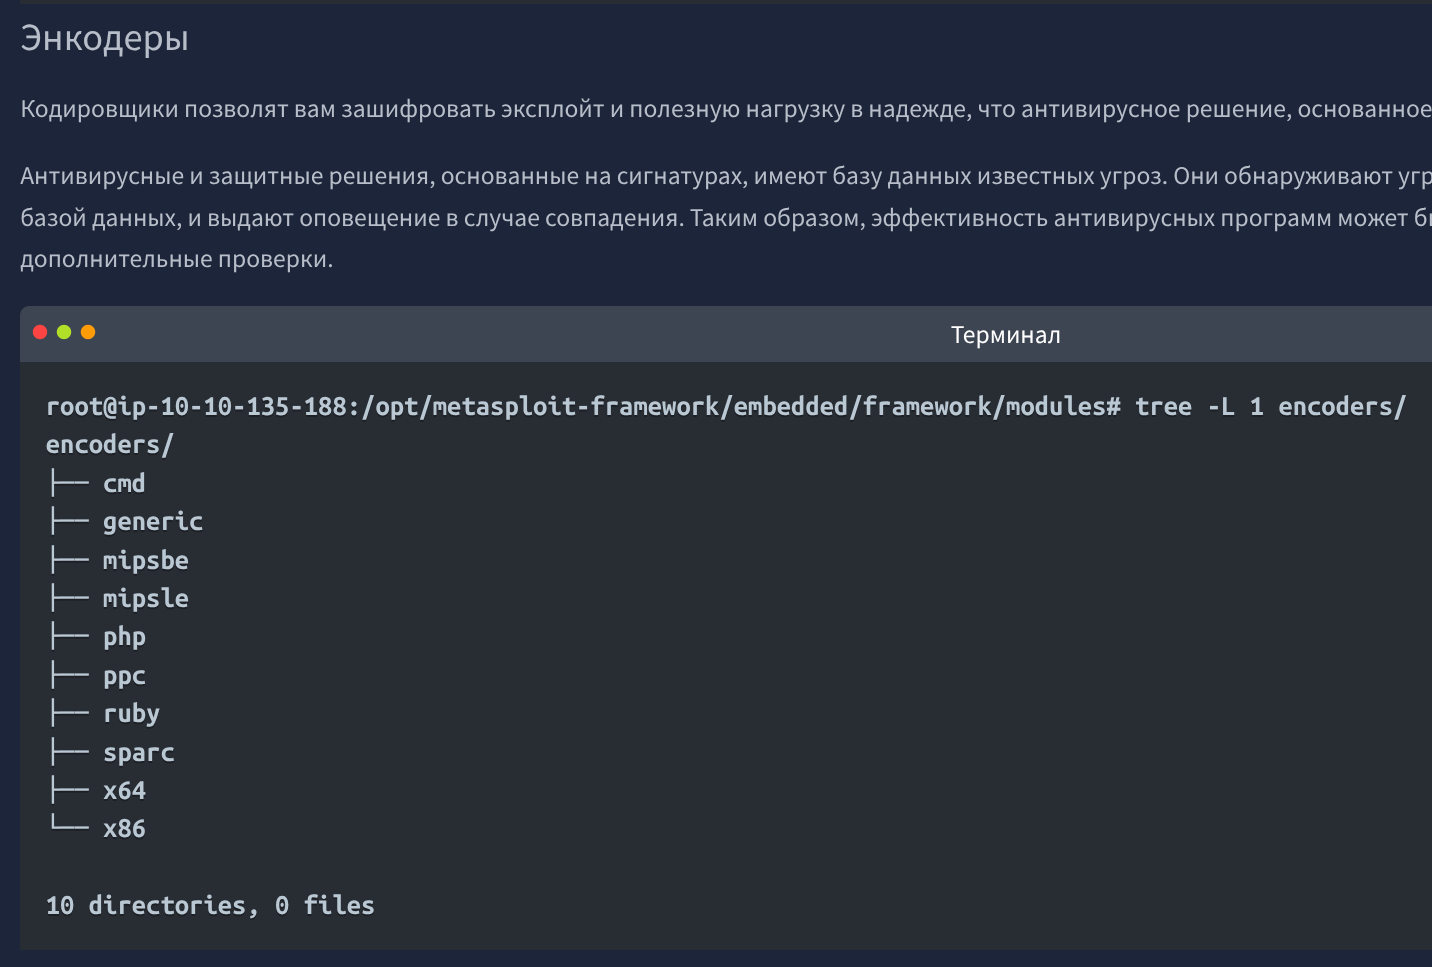 Энкодеры
Кодировщики позволят вам зашифровать эксплойт и полезную нагрузку в надежде, что антивирусное решение, основанное
Антивирусные и защитные решения, основанные на сигнатурах, имеют базу данных известных угроз. Они обнаруживают
базой данных, и выдают оповещение в случае совпадения. Таким образом, эффективность антивирусных программ может
дополнительные проверки.
Терминал
root@ip-10-10-135-188:/opt/metasploit-framework/embedded/framework/modules# tree -L 1 encoders/
encoders/
├── cmd
├── generic
├── mipsbe
├── mipsle
├── php
├── ppc
├── ruby
├── sparc
├── x64
└── x86
10 directories, 0 files